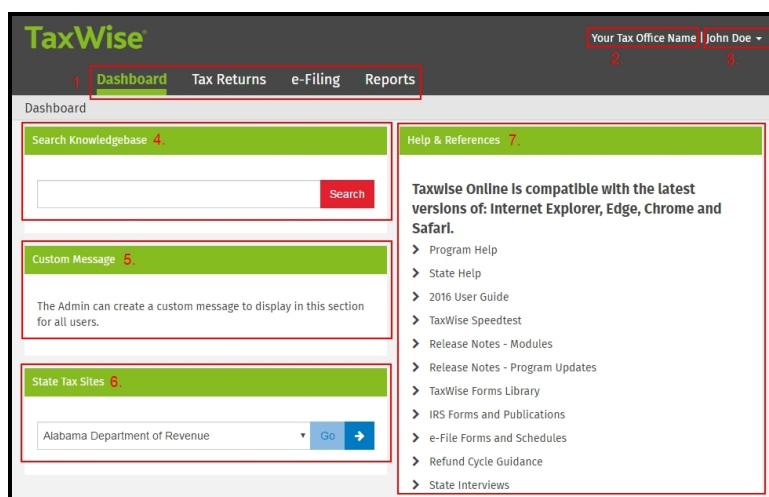 TaxWise®
Your Tax Office Name | John Doe
2. 3.
1 Dashboard Tax Returns e-Filing Reports
Dashboard
Search Knowledgebase 4.
Search
Custom Message 5.
The Admin can create a custom message to display in this section
for all users.
State Tax Sites 6.
Alabama Department of Revenue Go
Help & References 7.
Taxwise Online is compatible with the latest
versions of: Internet Explorer, Edge, Chrome and
Safari.
Program Help
State Help
2016 User Guide
TaxWise Speedtest
Release Notes - Modules
Release Notes - Program Updates
TaxWise Forms Library
IRS Forms and Publications
e-File Forms and Schedules
Refund Cycle Guidance
State Interviews